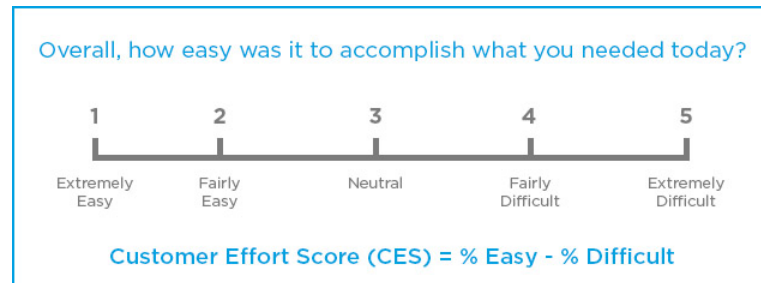 Overall, how easy was it to accomplish what you needed today?
1 2 3 4 5
Extremely Fairly Neutral Fairly Extremely
Easy Easy Difficult Difficult
Customer Effort Score (CES) = % Easy - % Difficult